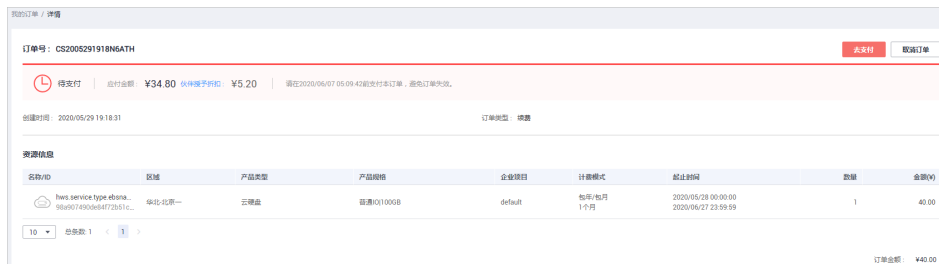 我的订单 / 详情
订单号： CS2005291918N6ATH 去支付 取消订单
待支付 应付金额： ¥34.80 伙伴授予折扣： ¥5.20 请在2020/06/07 05:09:42前支付本订单，避免订单失效。
创建时间： 2020/05/29 19:18:31 订单类型： 续费
资源信息
名称/ID 区域 产品类型 产品规格 企业项目 计费模式 起止时间 数量 金额(¥)
hws.service.type.ebsna... 华北-北京一 云硬盘 普通IO|100GB default 包年/包月 2020/05/28 00:00:00 1 40.00
98a907490de84f72b51c... 1个月 2020/06/27 23:59:59
10 总条数: 1 < 1 >
订单金额： ¥40.00